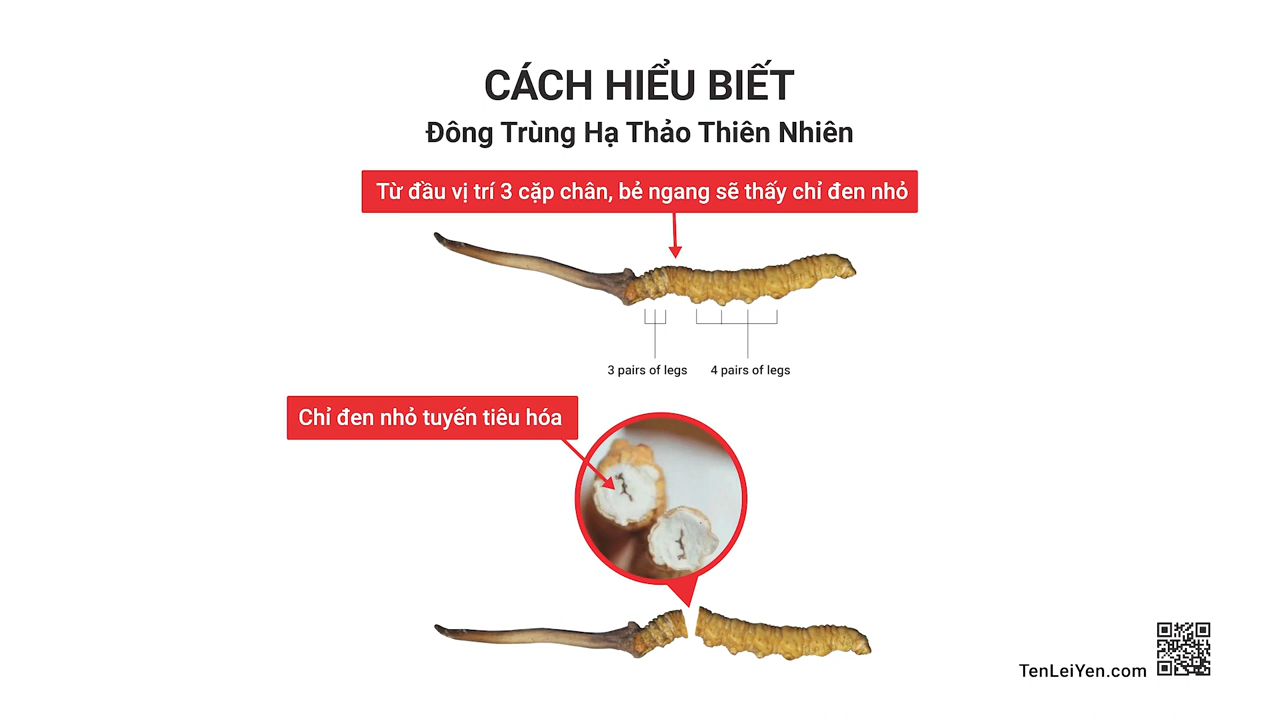 CÁCH HIỂU BIẾT
Đông Trùng Hạ Thảo Thiên Nhiên
Từ đầu vị trí 3 cặp chân, bẻ ngang sẽ thấy chỉ đen nhỏ
3 pairs of legs
4 pairs of legs
Chỉ đen nhỏ tuyến tiêu hóa
TenLeiYen.com